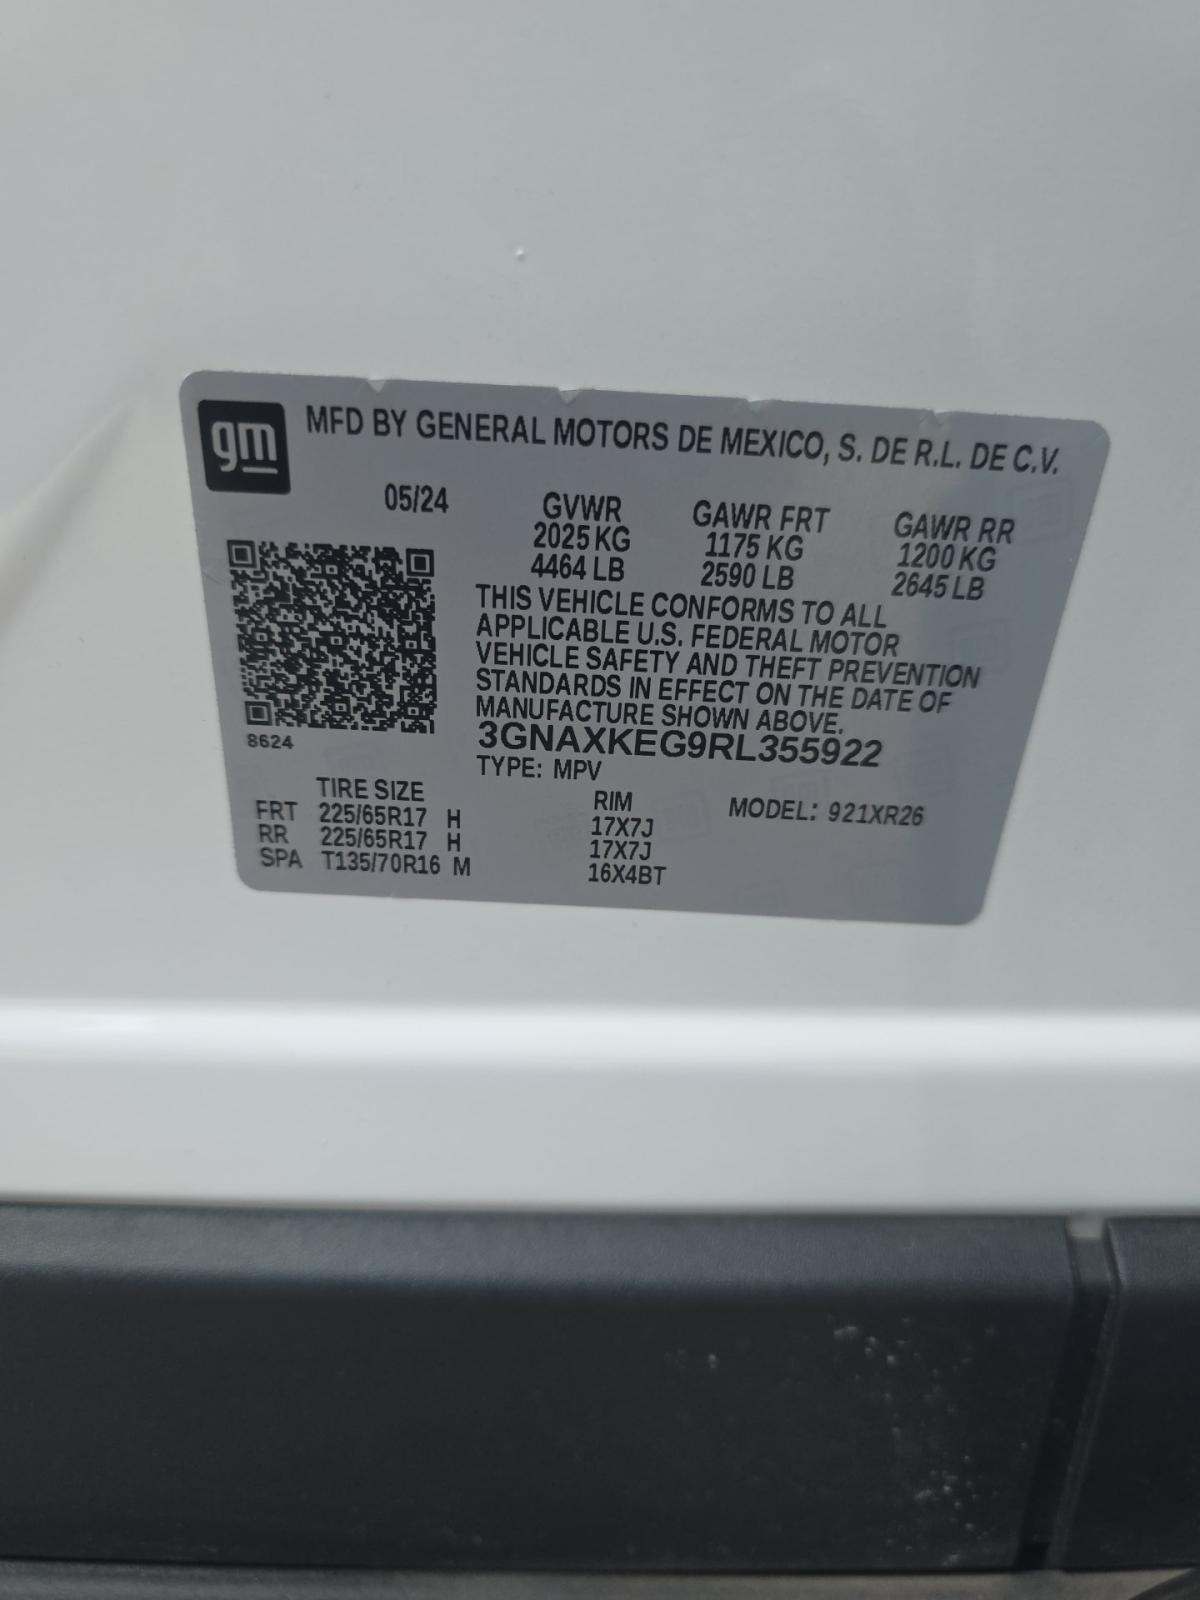 gm
MFD BY GENERAL MOTORS DE MEXICO, S. DE R.L. DE C.V.
05/24
GVWR GAWR FRT GAWR RR
2025 KG 1175 KG 1200 KG
4464 LB 2590 LB 2645 LB
THIS VEHICLE CONFORMS TO ALL
APPLICABLE U.S. FEDERAL MOTOR
VEHICLE SAFETY AND THEFT PREVENTION
STANDARDS IN EFFECT ON THE DATE OF
MANUFACTURE SHOWN ABOVE.
8624
3GNAXKEG9RL355922
TYPE: MPV
TIRE SIZE RIM MODEL: 921XR26
FRT 225/65R17 H 17X7J
RR 225/65R17 H 17X7J
SPA T135/70R16 M 16X4BT